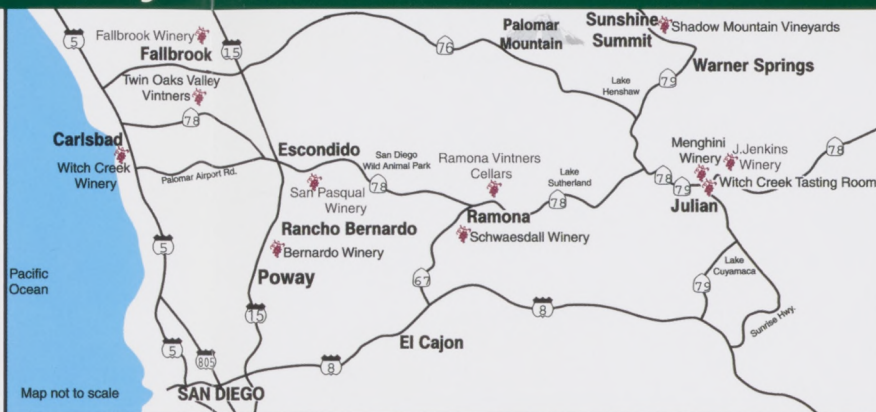 5
Fallbrook Winery
Fallbrook
15
76
Palomar
Mountain
Sunshine
Summit
Shadow Mountain Vineyards
Warner Springs
79
Lake
Henshaw
Twin Oaks Valley
Vintners
78
Carlsbad
Witch Creek
Winery
Palomar Airport Rd.
Escondido
San Diego
Wild Animal Park
78
San Pasqual
Winery
Ramona Vintners
Cellars
Lake
Sutherland
78
Menghini
Winery
J.Jenkins
Winery
78
78
79
Witch Creek Tasting Room
Julian
Ramona
Schwaesdall Winery
Rancho Bernardo
Bernardo Winery
Poway
5
Pacific
Ocean
67
Lake
Cuyamaca
79
Sunrise Hwy.
15
8
El Cajon
5
805
8
Map not to scale
SAN DIEGO